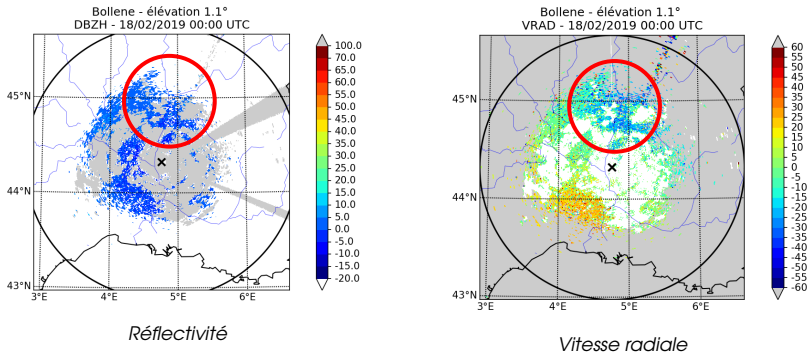 Bollene - élévation 1.1°
DBZH - 18/02/2019 00:00 UTC
45°N
44°N
43°N
3°E
4°E
5°E
6°E
100.0
70.0
65.0
60.0
55.0
50.0
45.0
40.0
35.0
30.0
25.0
20.0
15.0
10.0
5.0
0.0
-5.0
-10.0
-15.0
-20.0
Réflectivité
Bollene - élévation 1.1°
VRAD - 18/02/2019 00:00 UTC
45°N
44°N
43°N
3°E
4°E
5°E
6°E
60
55
50
45
40
35
30
25
20
15
10
5
0
-5
-10
-15
-20
-25
-30
-35
-40
-45
-50
-55
-60
Vitesse radiale